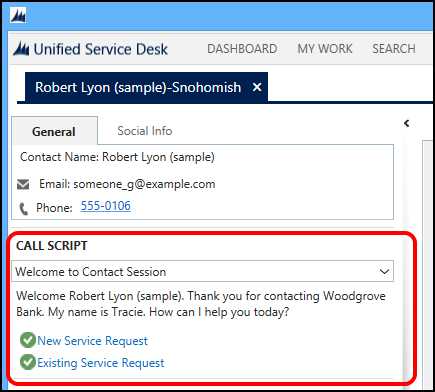 Unified Service Desk DASHBOARD MY WORK SEARCH
Robert Lyon (sample)-Snohomish ×
General Social Info
Contact Name: Robert Lyon (sample)
Email: someone_g@example.com
Phone: 555-0106
CALL SCRIPT
Welcome to Contact Session
Welcome Robert Lyon (sample). Thank you for contacting Woodgrove
Bank. My name is Tracie. How can I help you today?
New Service Request
Existing Service Request